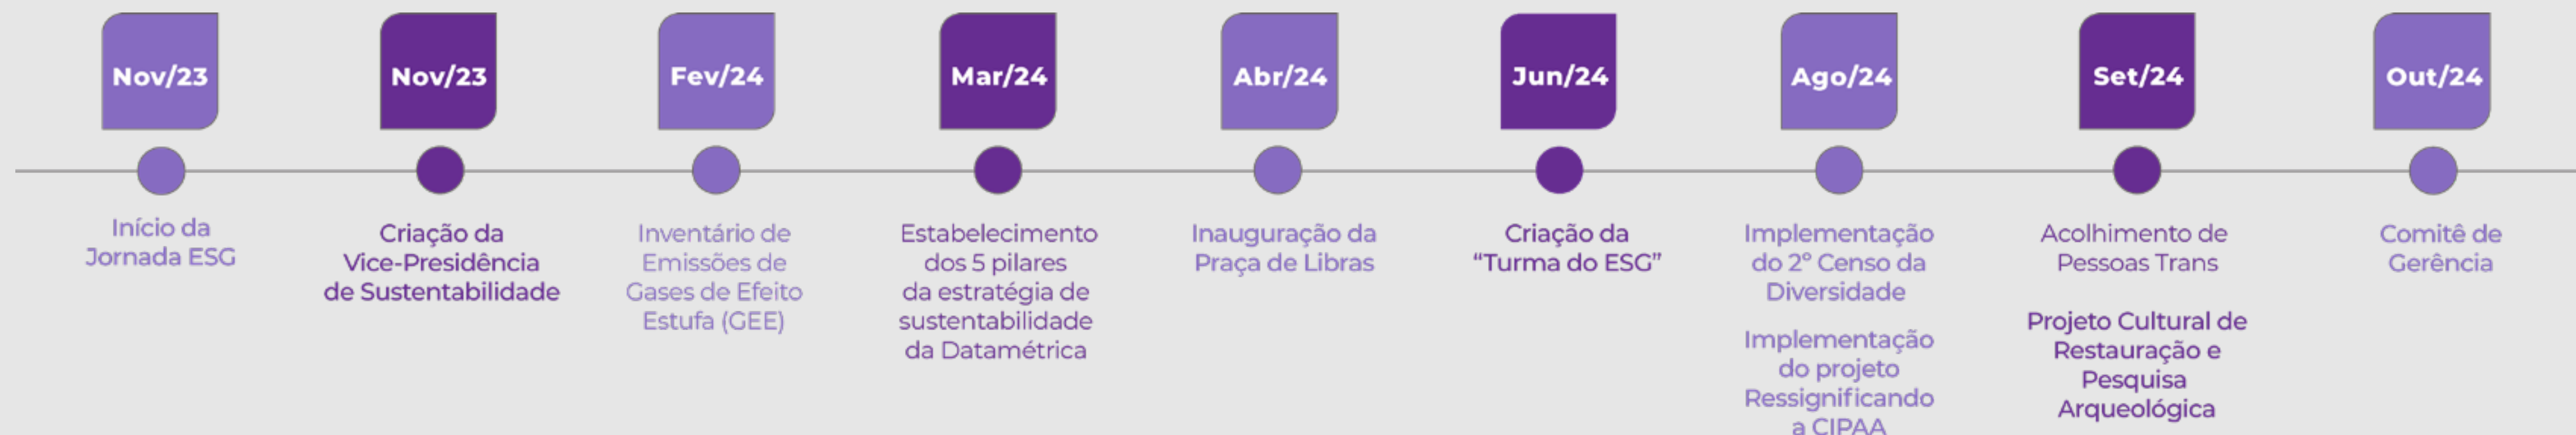 Nov/23
Início da
Jornada ESG
Nov/23
Criação da
Vice-Presidência
de Sustentabilidade
Fev/24
Inventário de
Emissões de
Gases de Efeito
Estufa (GEE)
Mar/24
Estabelecimento
dos 5 pilares
da estratégia de
sustentabilidade
da Datamétrica
Abr/24
Inauguração da
Praça de Libras
Jun/24
Criação da
“Turma do ESG”
Ago/24
Implementação
do 2º Censo da
Diversidade
Implementação
do projeto
Ressignificando
a CIPAA
Set/24
Acolhimento de
Pessoas Trans
Projeto Cultural de
Restauração e
Pesquisa
Arqueológica
Out/24
Comitê de
Gerência